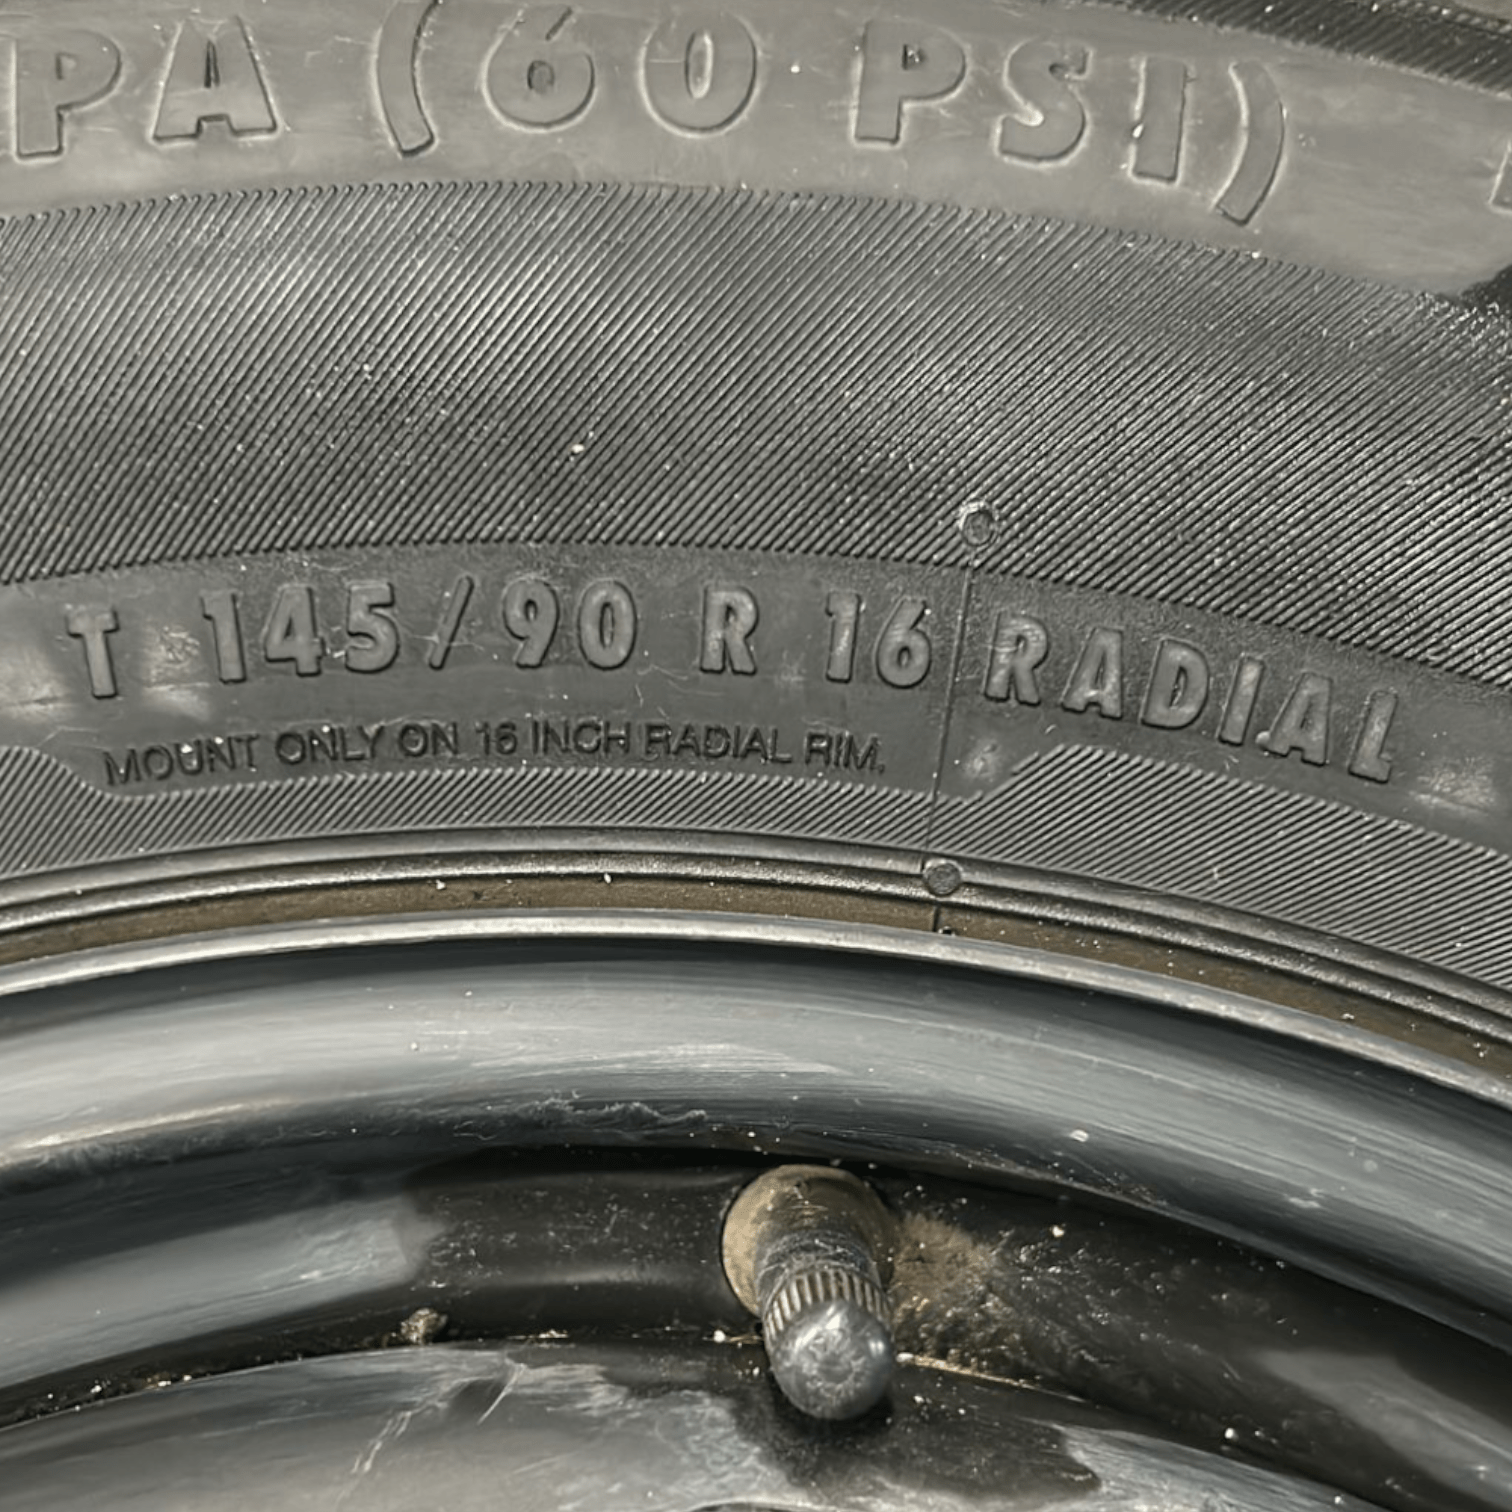 PA (60 PSI)
T 145/90 R 16 RADIAL
MOUNT ONLY ON 16 INCH RADIAL RIM.